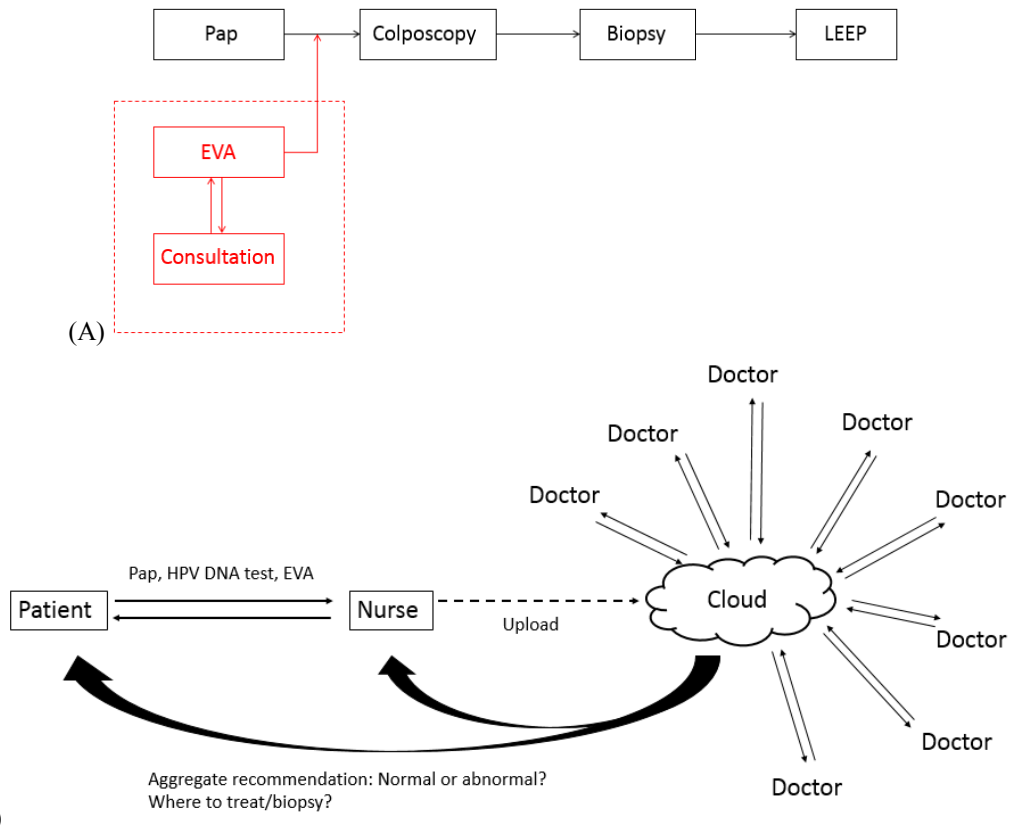 Pap
Colposcopy
Biopsy
LEEP
EVA
Consultation
(A)
Doctor
Doctor
Doctor
Doctor
Doctor
Pap, HPV DNA test, EVA
Patient
Nurse
Upload
Cloud
Doctor
Doctor
Doctor
Aggregate recommendation: Normal or abnormal?
Where to treat/biopsy?
)